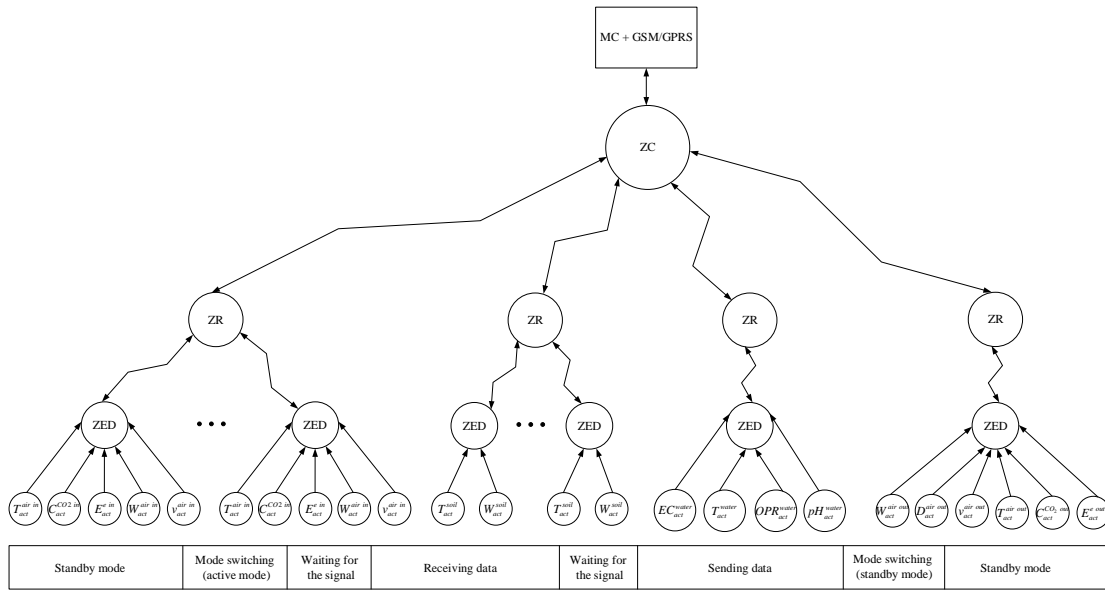 MC + GSM/GPRS
ZC
ZR ZR ZR ZR
ZED ••• ZED ZED ••• ZED ZED ZED
T_act^air in C_act^CO2 in E_act^e in W_act^air in v_act^air in T_act^air in C_act^CO2 in E_act^e in W_act^air in v_act^air in T_act^soil W_act^soil T_act^soil W_act^soil EC_act^water T_act^water OPR_act^water pH_act^water W_act^air out D_act^air out v_act^air out T_act^air out C_act^CO₂ out E_act^e out
Standby mode
Mode switching
(active mode)
Waiting for
the signal
Receiving data
Waiting for
the signal
Sending data
Mode switching
(standby mode)
Standby mode